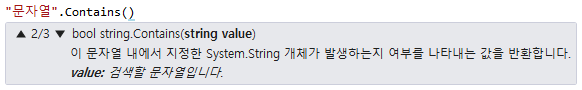 "문자열".Contains()
▲ 2/3 ▼ bool string.Contains(string value)
이 문자열 내에서 지정한 System.String 개체가 발생하는지 여부를 나타내는 값을 반환합니다.
value: 검색할 문자열입니다.